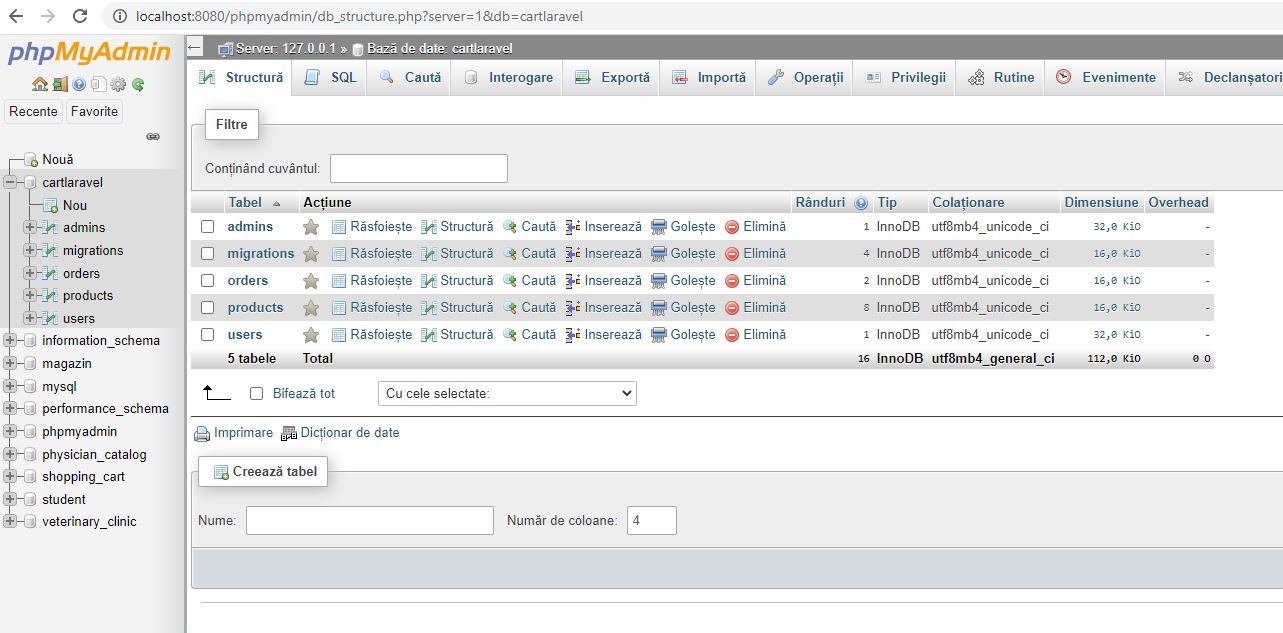 localhost:8080/phpmyadmin/db_structure.php?server=1&db=cartlaravel
phpMyAdmin
Recente Favorite
Nouă
cartlaravel
Nou
admins
migrations
orders
products
users
information_schema
magazin
mysql
performance_schema
phpmyadmin
physician_catalog
shopping_cart
student
veterinary_clinic
Server: 127.0.0.1 » Bază de date: cartlaravel
Structură SQL Caută Interogare Exportă Importă Operații Privilegii Rutine Evenimente Declanșatori
Filtre
Conținând cuvântul:
Tabel Acțiune Rânduri Tip Colaționare Dimensiune Overhead
admins Răsfoiește Structură Caută Inserează Golește Elimină 1 InnoDB utf8mb4_unicode_ci 32,0 KiO -
migrations Răsfoiește Structură Caută Inserează Golește Elimină 4 InnoDB utf8mb4_unicode_ci 16,0 KiO -
orders Răsfoiește Structură Caută Inserează Golește Elimină 2 InnoDB utf8mb4_unicode_ci 16,0 KiO -
products Răsfoiește Structură Caută Inserează Golește Elimină 8 InnoDB utf8mb4_unicode_ci 16,0 KiO -
users Răsfoiește Structură Caută Inserează Golește Elimină 1 InnoDB utf8mb4_unicode_ci 32,0 KiO -
5 tabele Total 16 InnoDB utf8mb4_general_ci 112,0 KiO 0 O
Bifează tot Cu cele selectate:
Imprimare Dicționar de date
Creează tabel
Nume: Număr de coloane: 4